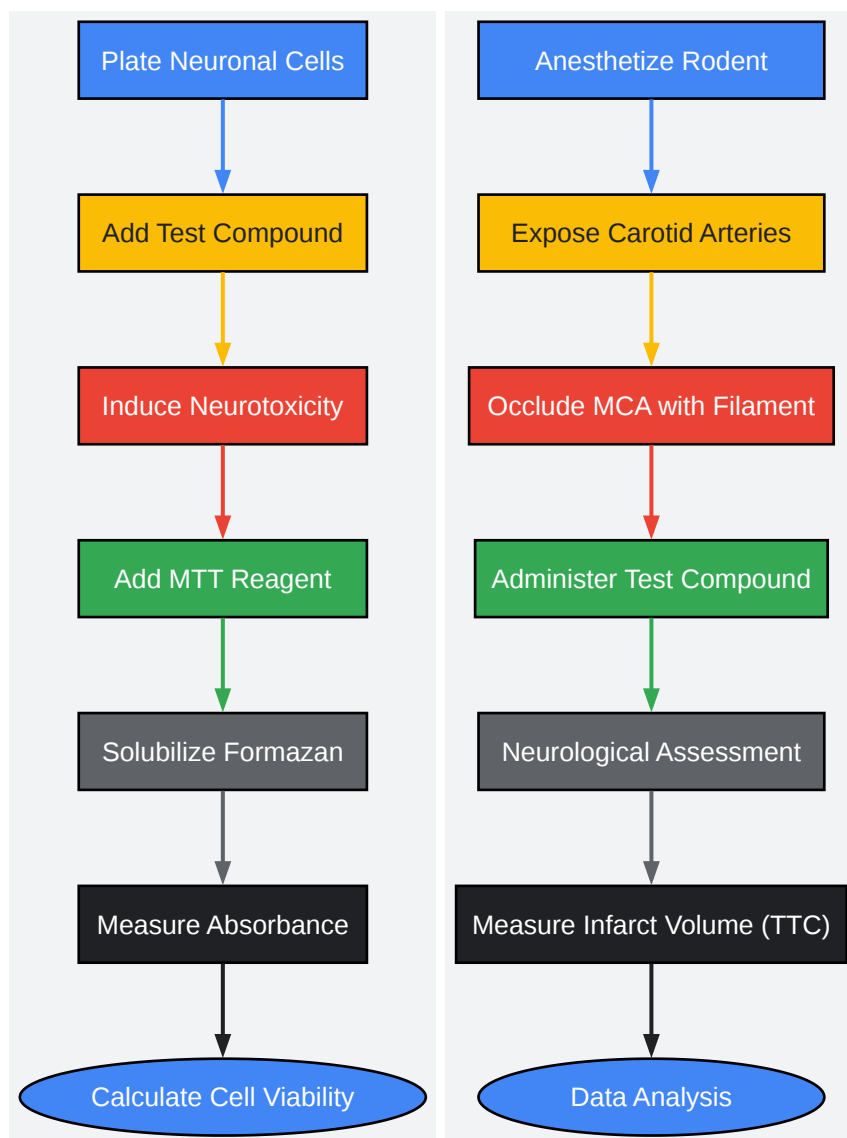 Plate Neuronal Cells
Add Test Compound
Induce Neurotoxicity
Add MTT Reagent
Solubilize Formazan
Measure Absorbance
Calculate Cell Viability
Anesthetize Rodent
Expose Carotid Arteries
Occlude MCA with Filament
Administer Test Compound
Neurological Assessment
Measure Infarct Volume (TTC)
Data Analysis